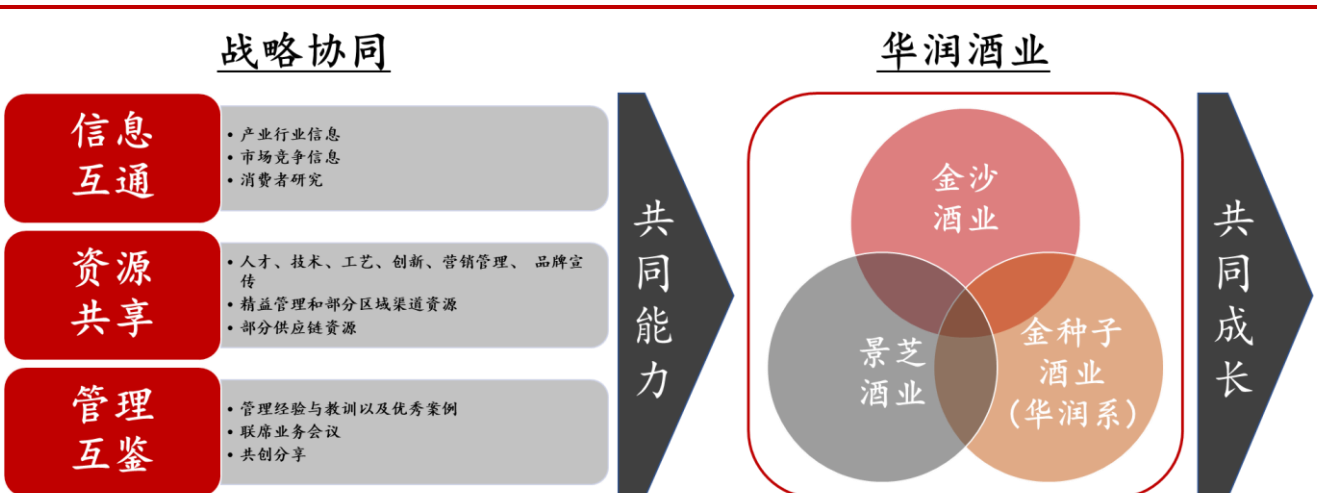 战略协同
信息
互通
• 产业行业信息
• 市场竞争信息
• 消费者研究
资源
共享
• 人才、技术、工艺、创新、营销管理、 品牌宣
传
• 精益管理和部分区域渠道资源
• 部分供应链资源
管理
互鉴
• 管理经验与教训以及优秀案例
• 联席业务会议
• 共创分享
共
同
能
力
华润酒业
金沙
酒业
景芝
酒业
金种子
酒业
(华润系)
共
同
成
长